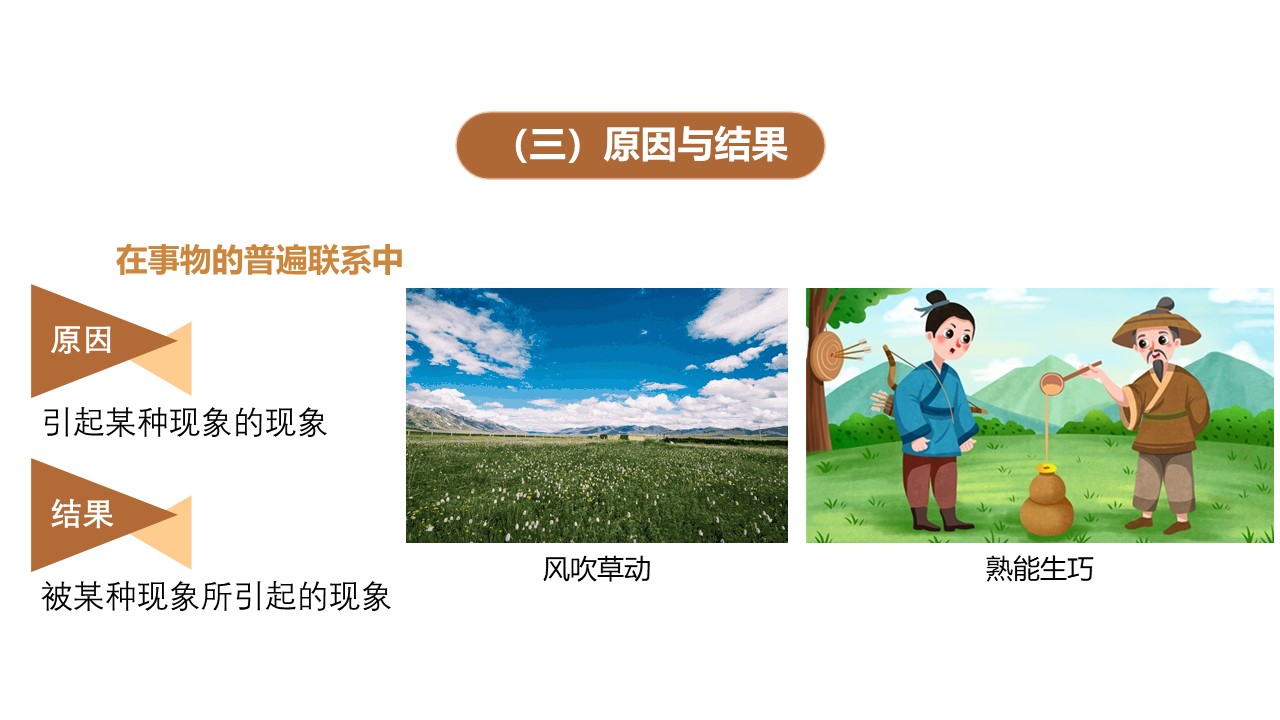 （三）原因与结果
在事物的普遍联系中
原因
引起某种现象的现象
结果
被某种现象所引起的现象
风吹草动
熟能生巧